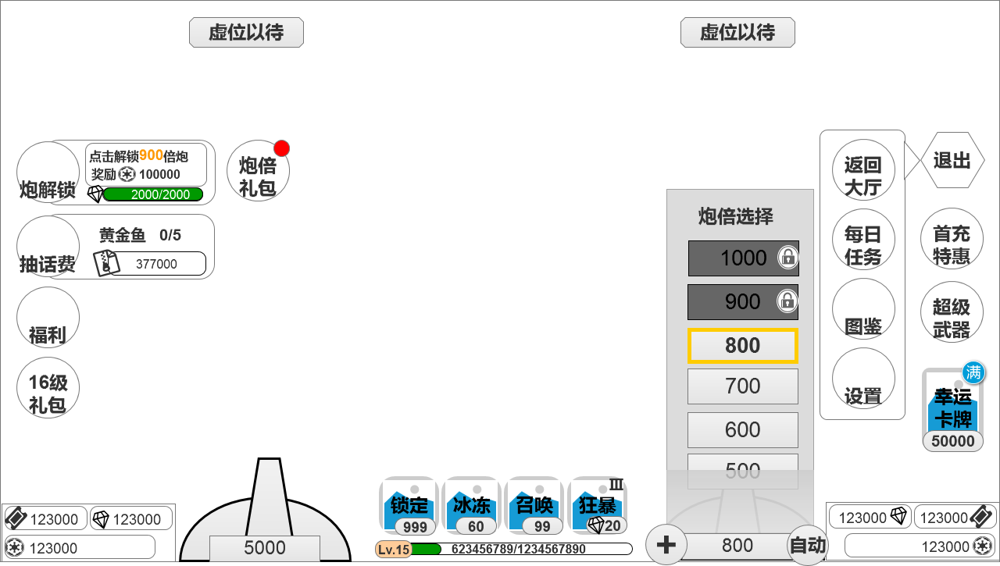 虚位以待
虚位以待
点击解锁900倍炮
奖励 100000
炮解锁
2000/2000
炮倍
礼包
黄金鱼 0/5
抽话费
377000
福利
16级
礼包
123000
123000
123000
5000
锁定
999
冰冻
60
召唤
99
Ⅲ
狂暴
20
Lv.15
623456789/1234567890
炮倍选择
1000
900
800
700
600
500
+
800
自动
返回
大厅
每日
任务
图鉴
设置
退出
首充
特惠
超级
武器
满
幸运
卡牌
50000
123000
123000
123000